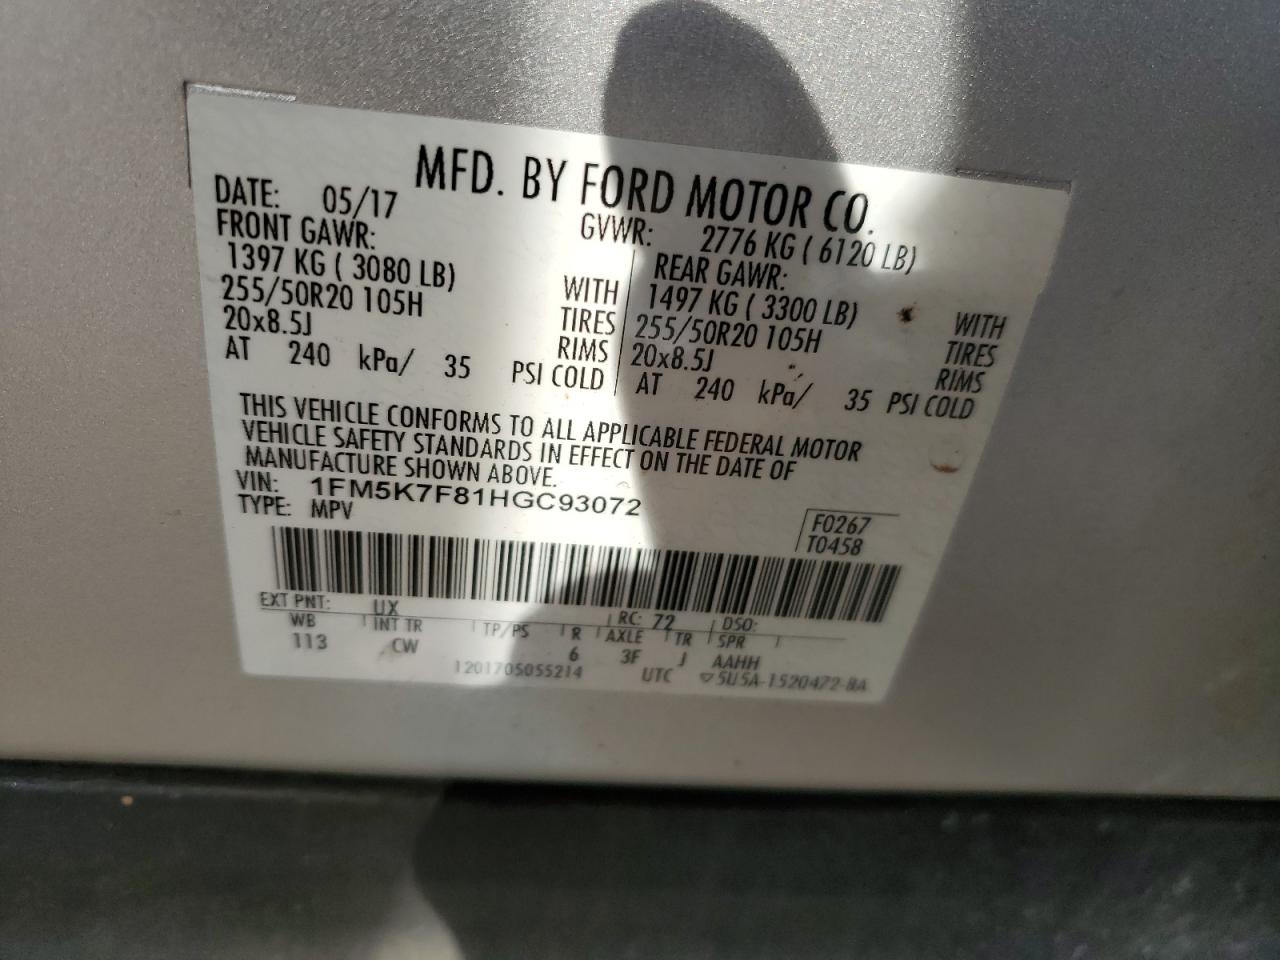 MFD. BY FORD MOTOR CO.
DATE: 05/17
GVWR: 2776 KG ( 6120 LB)
FRONT GAWR:
1397 KG ( 3080 LB) WITH
255/50R20 105H TIRES
20x8.5J RIMS
AT 240 kPa/ 35 PSI COLD
REAR GAWR:
1497 KG ( 3300 LB) WITH
255/50R20 105H TIRES
20x8.5J RIMS
AT 240 kPa/ 35 PSI COLD
THIS VEHICLE CONFORMS TO ALL APPLICABLE FEDERAL MOTOR
VEHICLE SAFETY STANDARDS IN EFFECT ON THE DATE OF
MANUFACTURE SHOWN ABOVE.
VIN: 1FM5K7F81HGC93072
TYPE: MPV
F0267
T0458
EXT PNT: UX RC: 72 DSO:
WB INT TR TP/PS R AXLE TR SPR
113 CW 6 3F J AAHH
1201705055214 UTC ▽5U5A-1520472-BA